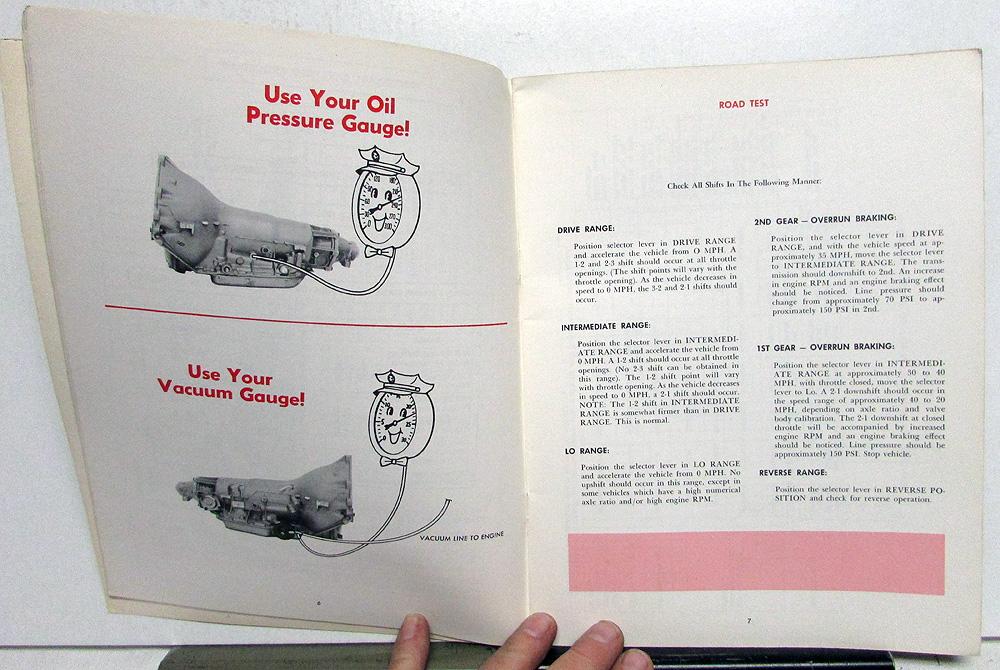 Use Your Oil
Pressure Gauge!
Use Your
Vacuum Gauge!
VACUUM LINE TO ENGINE
6
ROAD TEST
Check All Shifts In The Following Manner:
DRIVE RANGE:
Position selector lever in DRIVE RANGE
and accelerate the vehicle from O MPH. A
1-2 and 2-3 shift should occur at all throttle
openings. (The shift points will vary with the
throttle opening). As the vehicle decreases in
speed to 0 MPH, the 3-2 and 2-1 shifts should
occur.
INTERMEDIATE RANGE:
Position the selector lever in INTERMEDI-
ATE RANGE and accelerate the vehicle from
0 MPH. A 1-2 shift should occur at all throttle
openings. (No 2-3 shift can be obtained in
this range). The 1-2 shift point will vary
with throttle opening. As the vehicle decreases
in speed to 0 MPH, a 2-1 shift should occur.
NOTE: The 1-2 shift in INTERMEDIATE
RANGE is somewhat firmer than in DRIVE
RANGE. This is normal.
LO RANGE:
Position the selector lever in LO RANGE
and accelerate the vehicle from 0 MPH. No
upshift should occur in this range, except in
some vehicles which have a high numerical
axle ratio and/or high engine RPM.
2ND GEAR — OVERRUN BRAKING:
Position the selector lever in DRIVE
RANGE, and with the vehicle speed at ap-
proximately 35 MPH, move the selector lever
to INTERMEDIATE RANGE. The trans-
mission should downshift to 2nd. An increase
in engine RPM and an engine braking effect
should be noticed. Line pressure should
change from approximately 70 PSI to ap-
proximately 150 PSI in 2nd.
1ST GEAR — OVERRUN BRAKING:
Position the selector lever in INTERMEDI-
ATE RANGE at approximately 30 to 40
MPH, with throttle closed, move the selector
lever to Lo. A 2-1 downshift should occur in
the speed range of approximately 40 to 20
MPH, depending on axle ratio and valve
body calibration. The 2-1 downshift at closed
throttle will be accompanied by increased
engine RPM and an engine braking effect
should be noticed. Line pressure should be
approximately 150 PSI. Stop vehicle.
REVERSE RANGE:
Position the selector lever in REVERSE PO-
SITION and check for reverse operation.
7